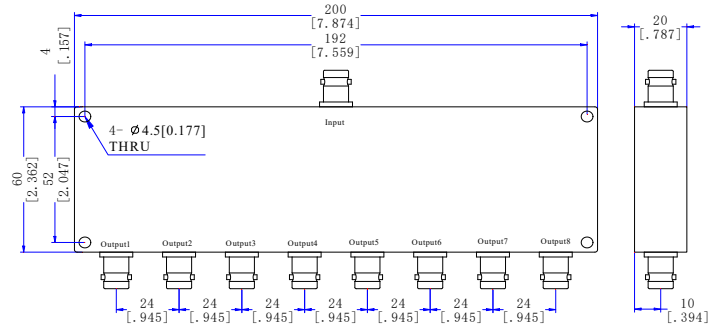 200
[7.874]
192
[7.559]
20
[.787]
4
[.157]
Input
4- Ø4.5[0.177]
THRU
60
[2.362]
52
[2.047]
Output1
Output2
Output3
Output4
Output5
Output6
Output7
Output8
24
[.945]
24
[.945]
24
[.945]
24
[.945]
24
[.945]
24
[.945]
24
[.945]
10
[.394]